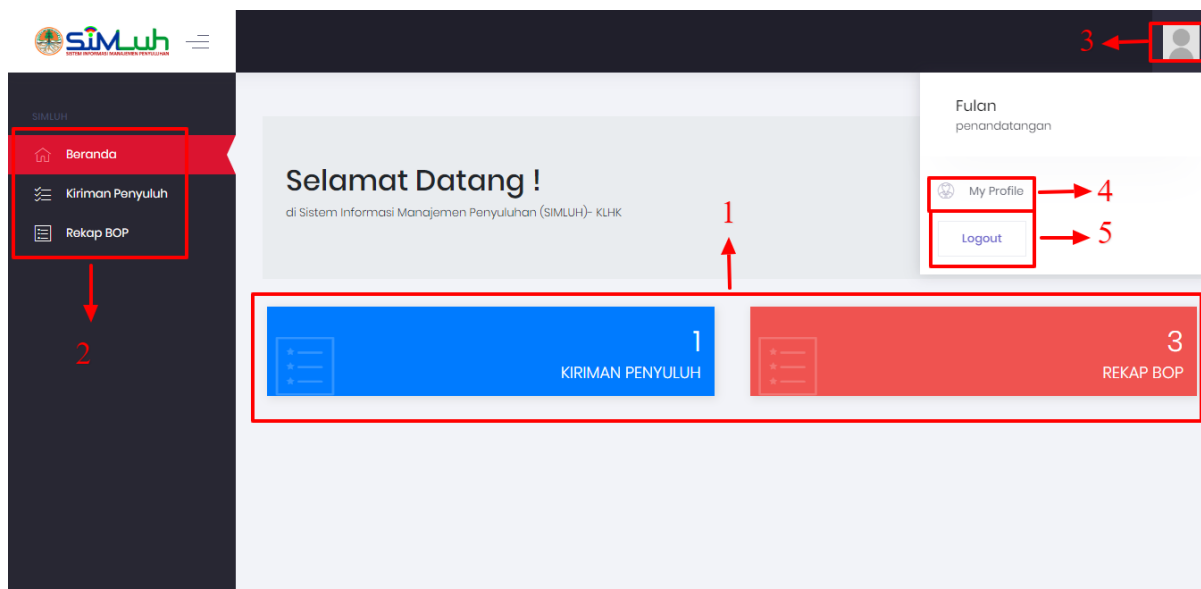 SiMLuh
SISTEM INFORMASI MANAJEMEN PENYULUHAN
3
SIMLUH
Beranda
Kiriman Penyuluh
Rekap BOP
2
Fulan
penandatangan
My Profile
4
Logout
5
Selamat Datang !
di Sistem Informasi Manajemen Penyuluhan (SIMLUH)- KLHK
1
1
KIRIMAN PENYULUH
3
REKAP BOP